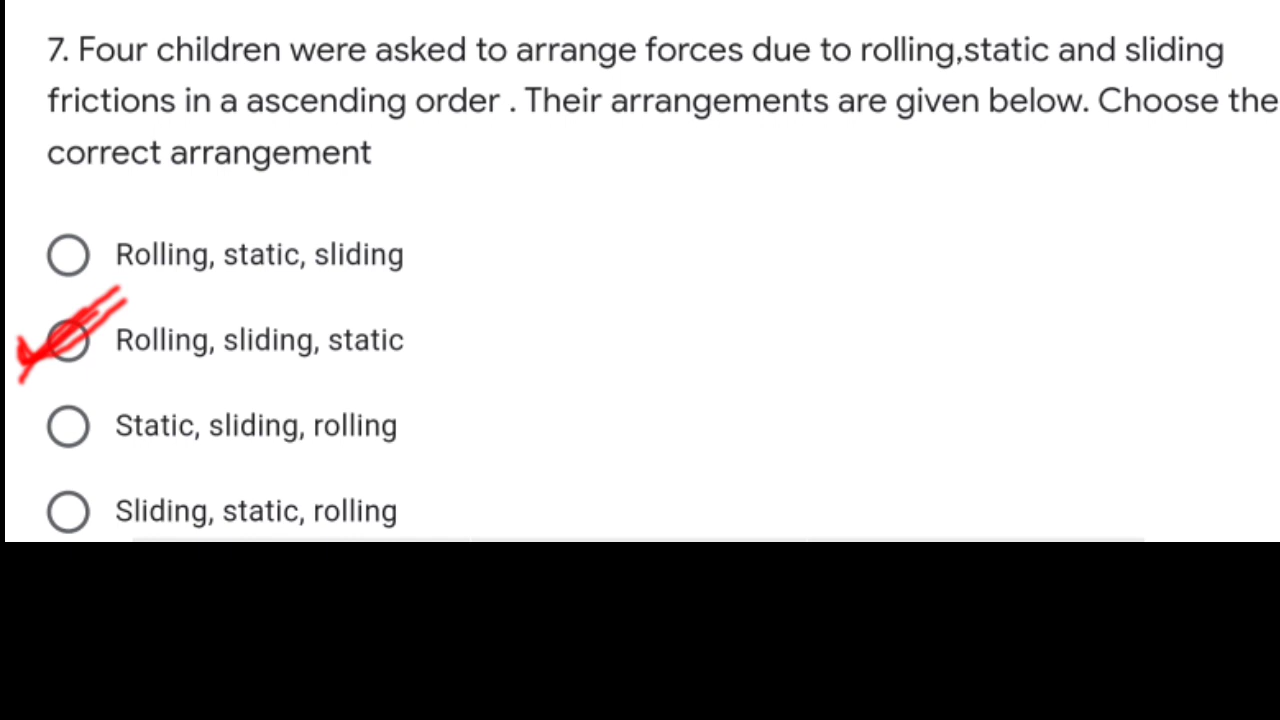 7. Four children were asked to arrange forces due to rolling,static and sliding
frictions in a ascending order . Their arrangements are given below. Choose the
correct arrangement
Rolling, static, sliding
Rolling, sliding, static
Static, sliding, rolling
Sliding, static, rolling